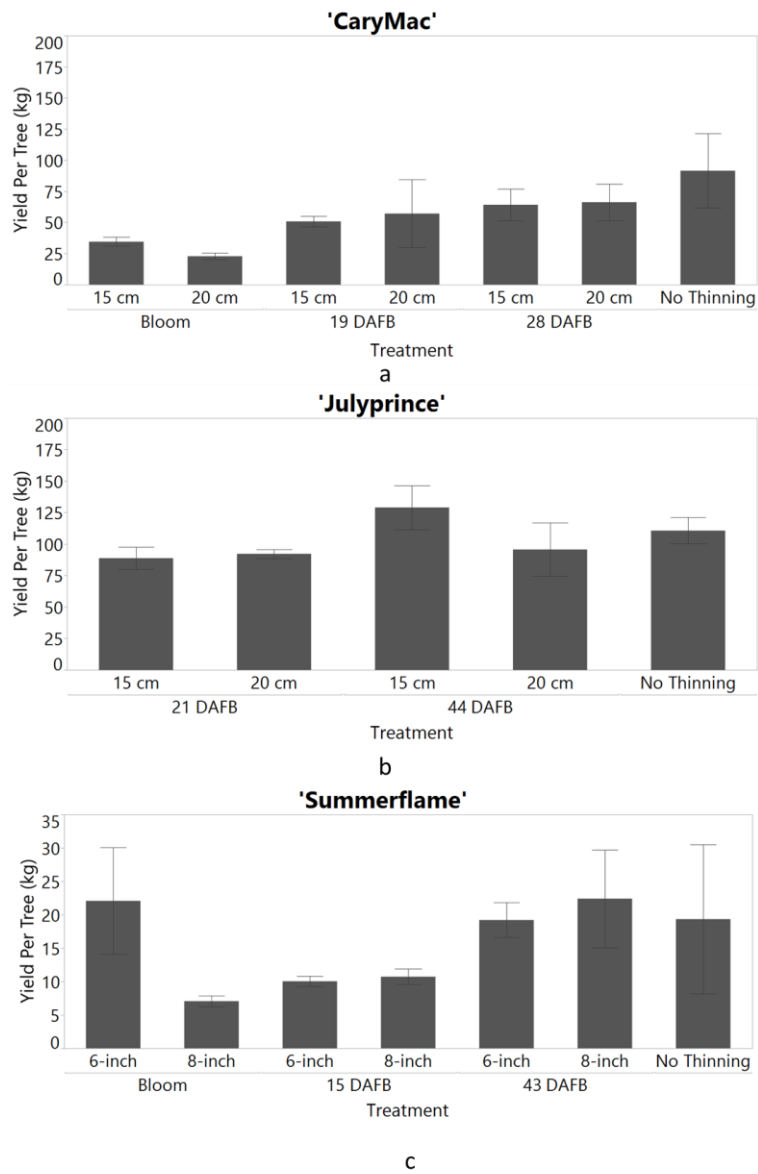 'CaryMac'
200
175
150
125
100
75
50
25
0
Yield Per Tree (kg)
15 cm 20 cm 15 cm 20 cm 15 cm 20 cm No Thinning
Bloom 19 DAFB 28 DAFB
Treatment
a
'Julyprince'
200
175
150
125
100
75
50
25
0
Yield Per Tree (kg)
15 cm 20 cm 15 cm 20 cm No Thinning
21 DAFB 44 DAFB
Treatment
b
'Summerflame'
35
30
25
20
15
10
5
0
Yield Per Tree (kg)
6-inch 8-inch 6-inch 8-inch 6-inch 8-inch No Thinning
Bloom 15 DAFB 43 DAFB
Treatment
c